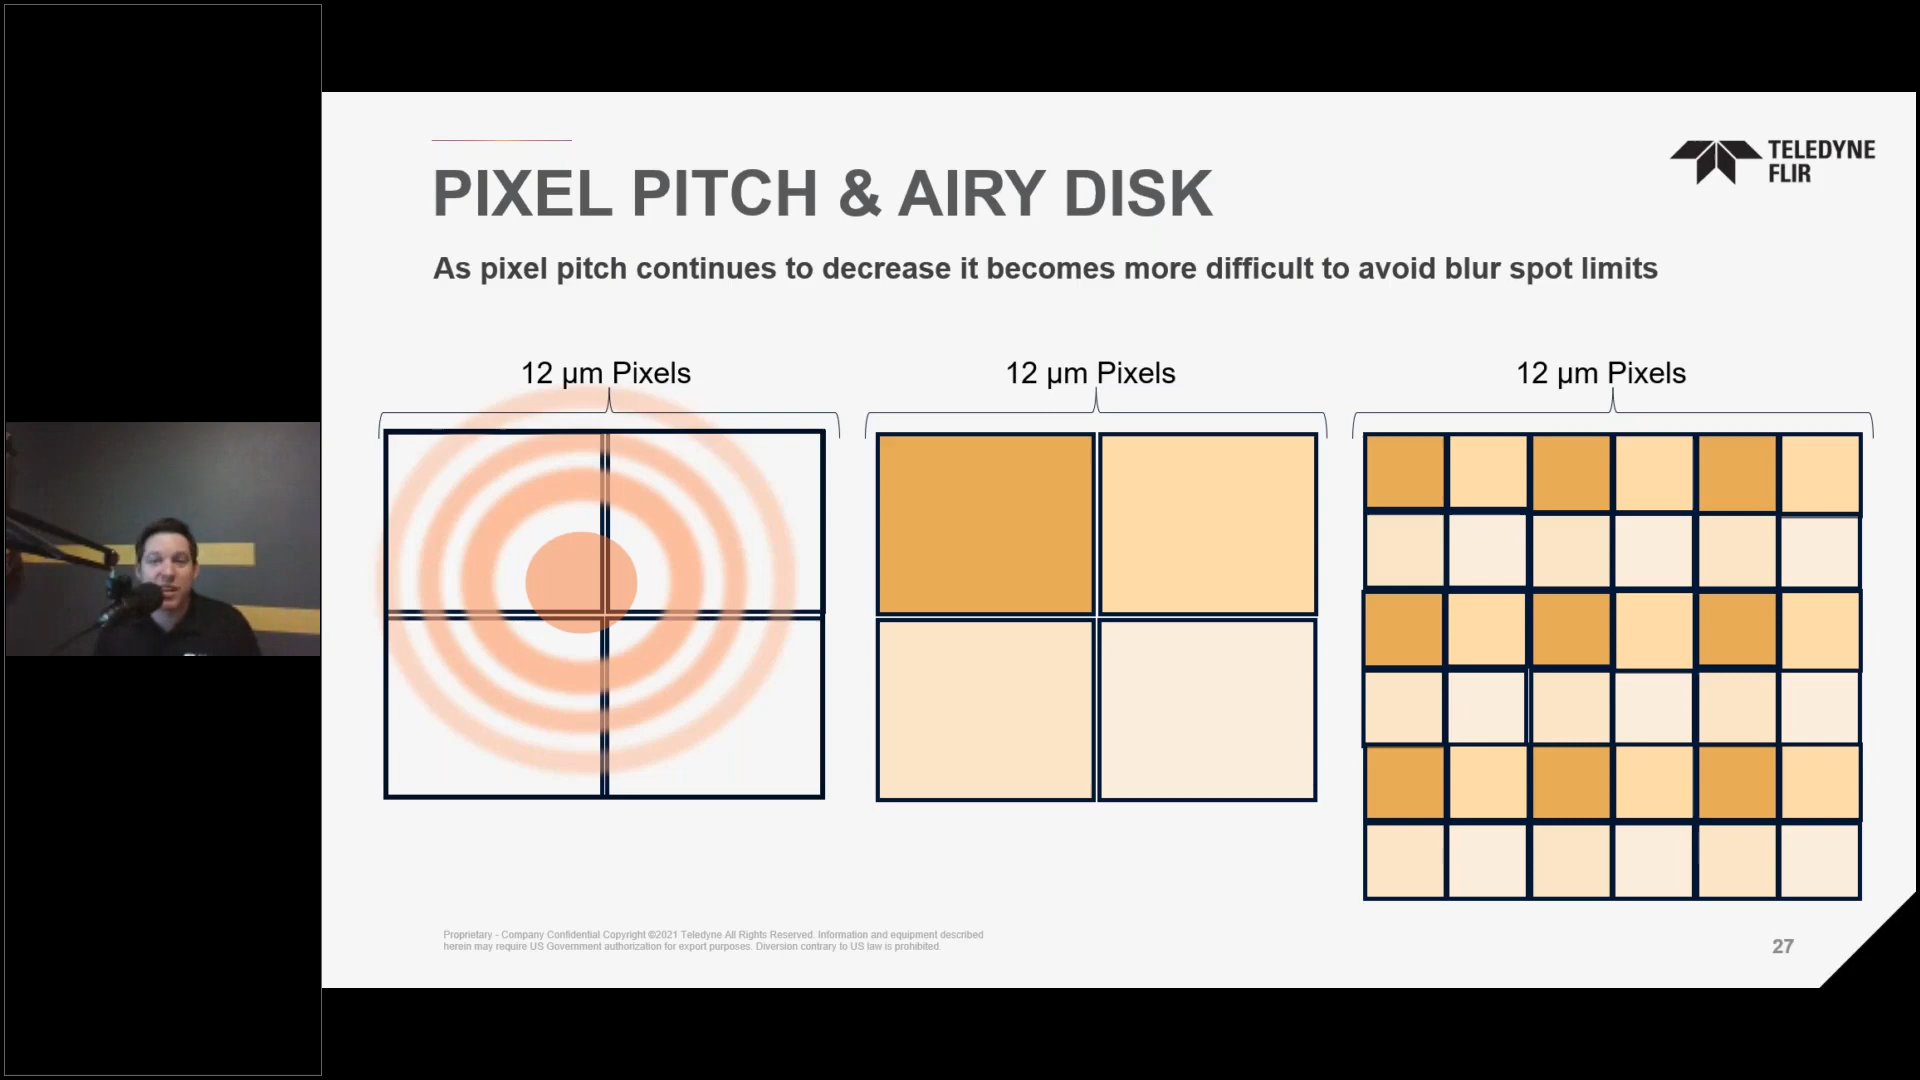 TELEDYNE
FLIR
PIXEL PITCH & AIRY DISK
As pixel pitch continues to decrease it becomes more difficult to avoid blur spot limits
12 µm Pixels
12 µm Pixels
12 µm Pixels
Proprietary - Company Confidential Copyright ©2021 Teledyne All Rights Reserved. Information and equipment described
herein may require US Government authorization for export purposes. Diversion contrary to US law is prohibited.
27